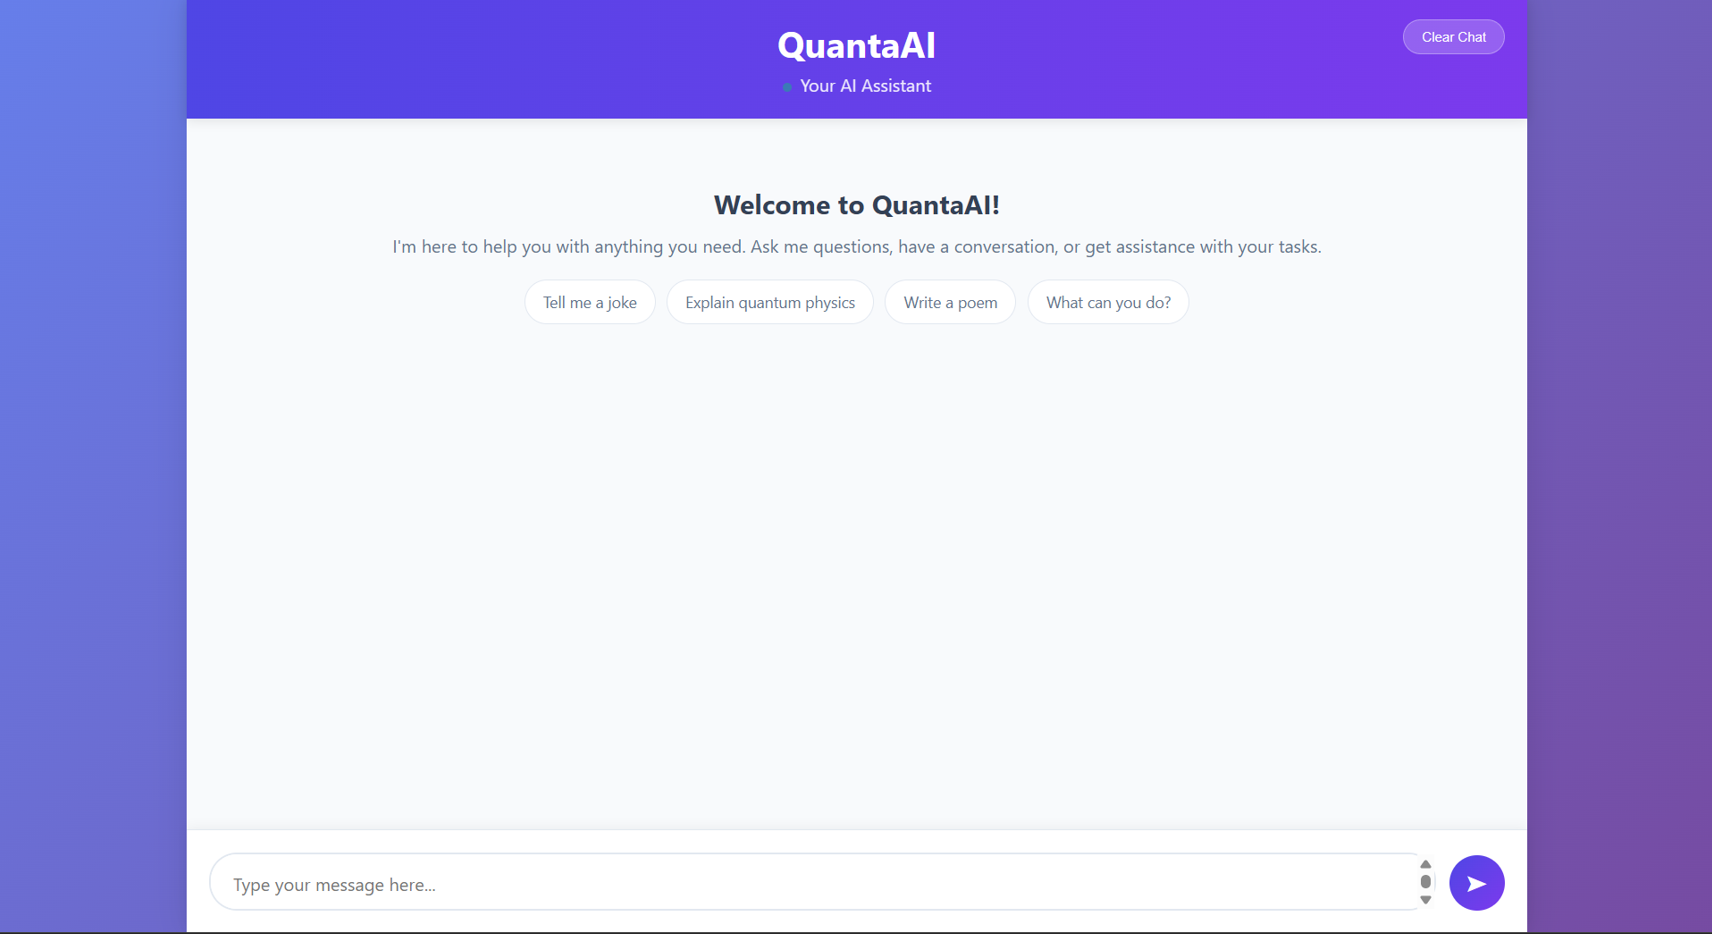 QuantaAI
Your AI Assistant
Clear Chat
Welcome to QuantaAI!
I'm here to help you with anything you need. Ask me questions, have a conversation, or get assistance with your tasks.
Tell me a joke
Explain quantum physics
Write a poem
What can you do?
Type your message here...